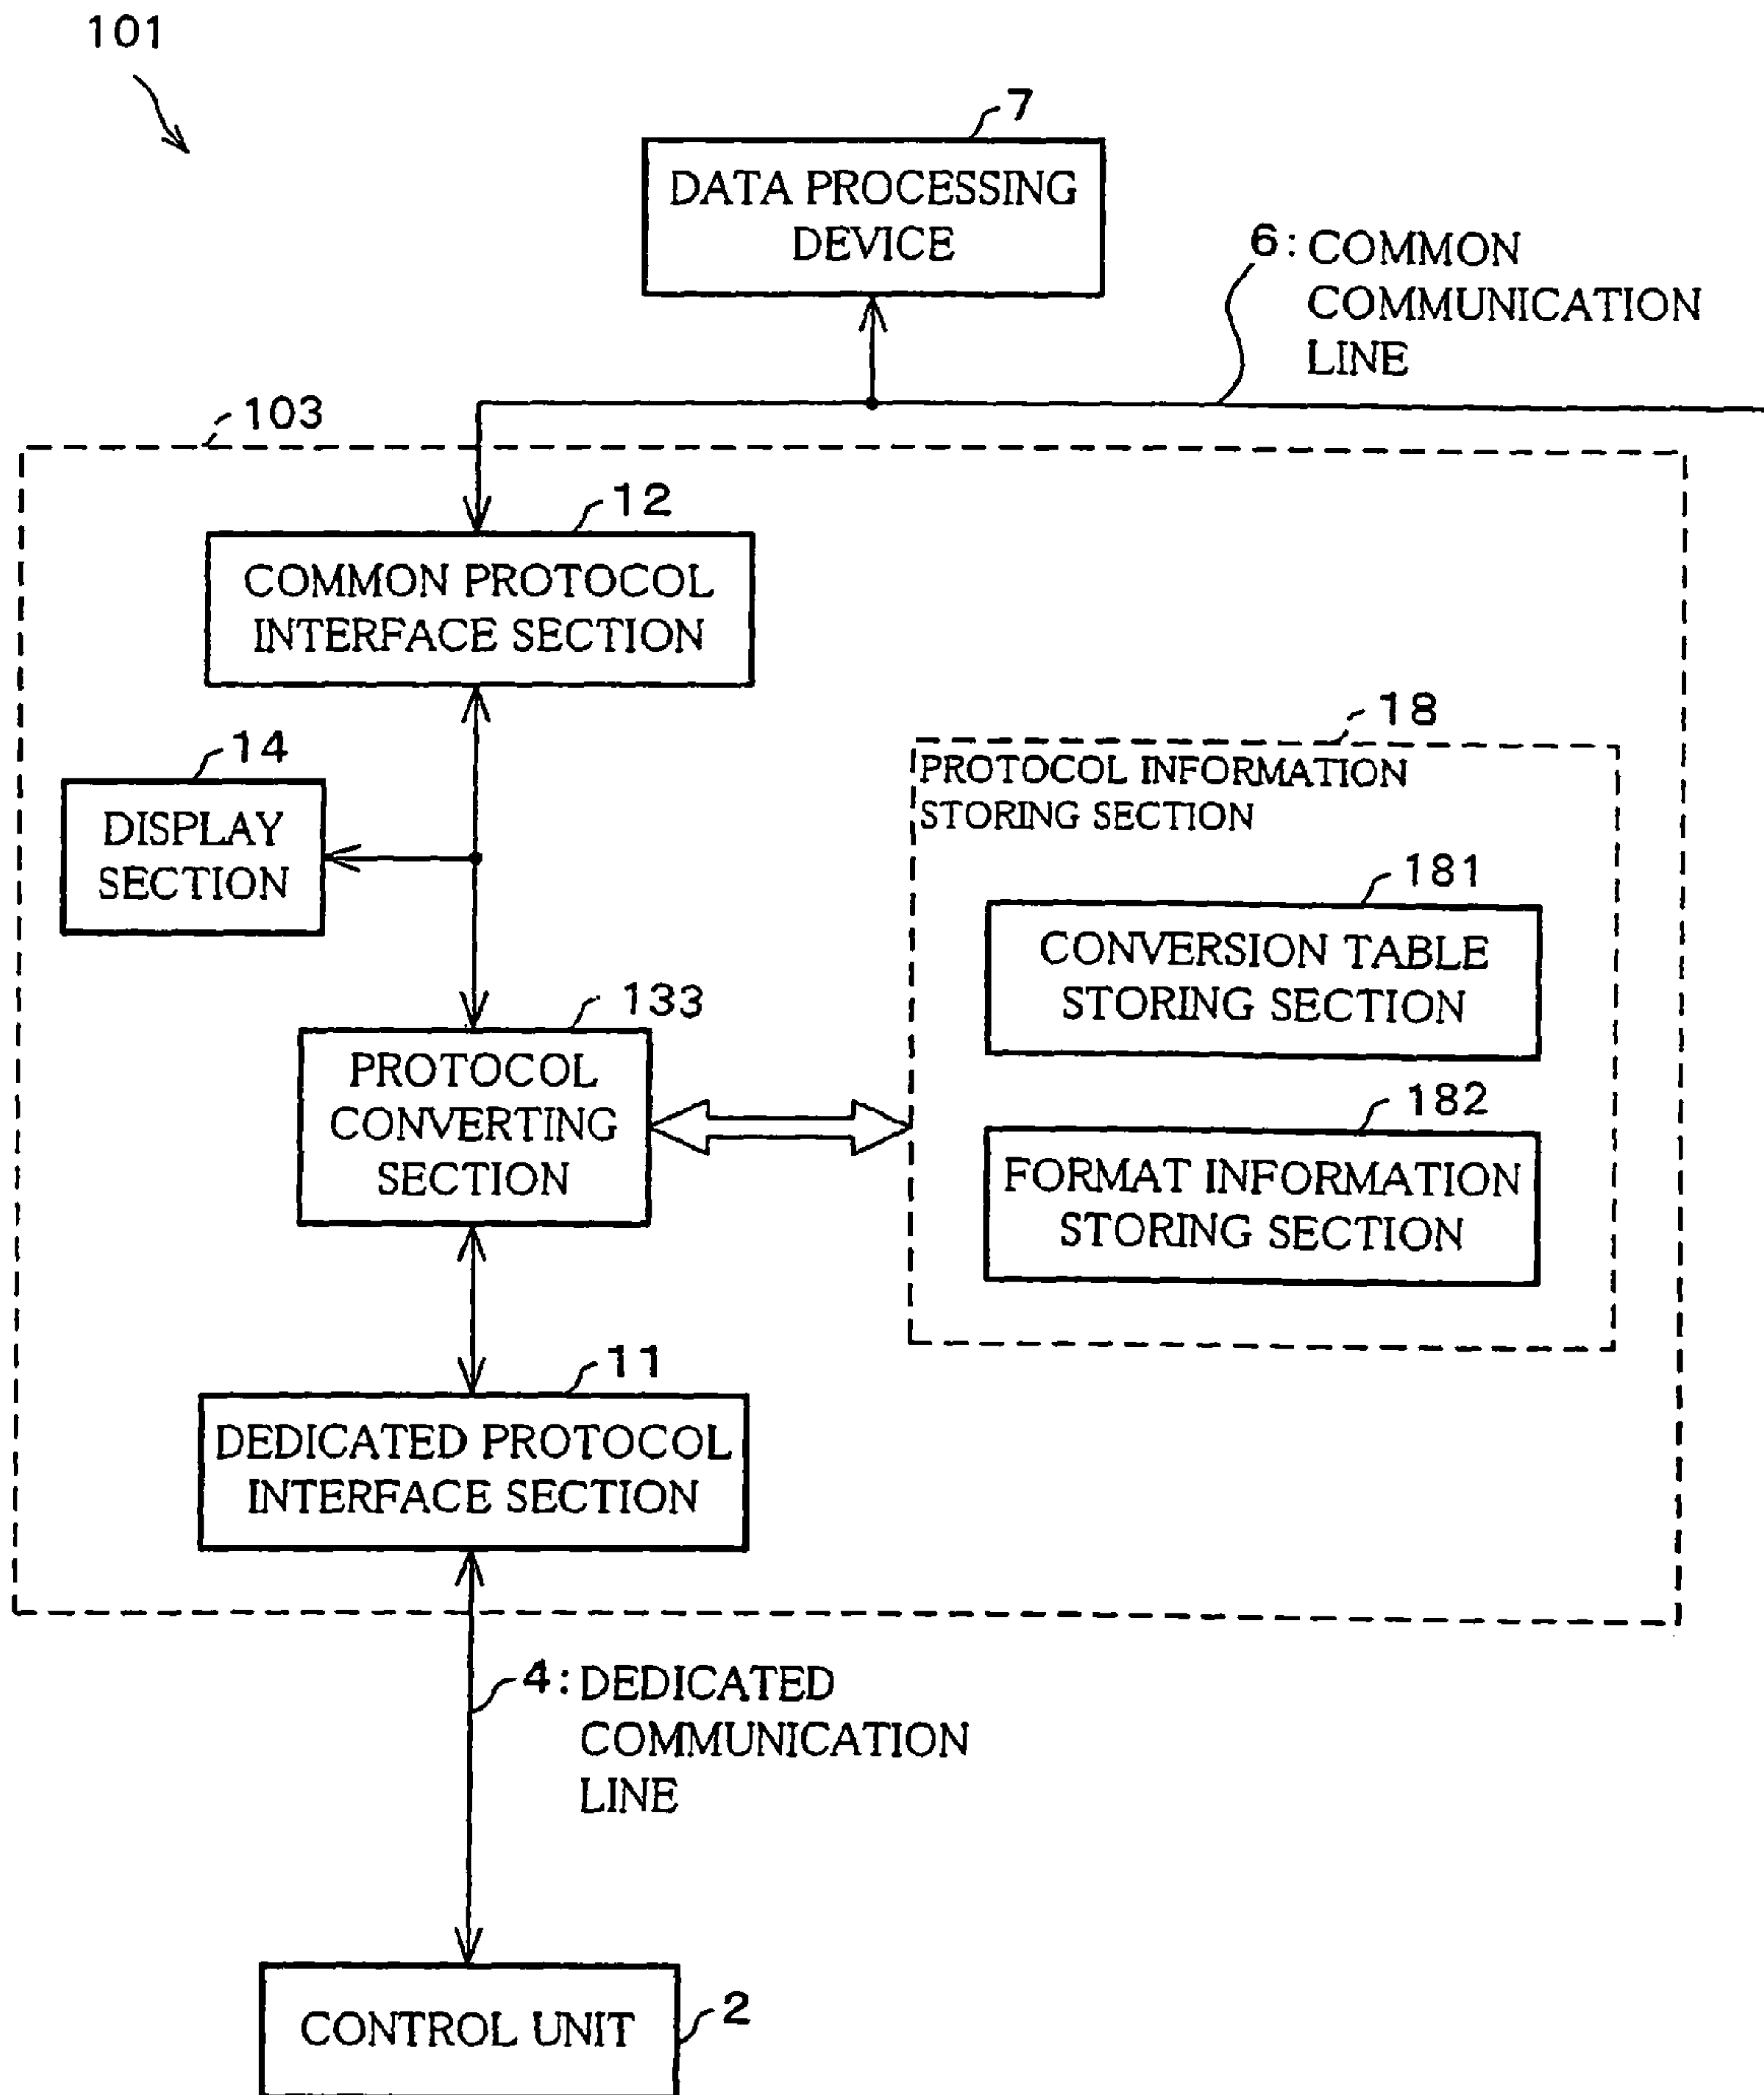 101
7
DATA PROCESSING
DEVICE
6: COMMON
COMMUNICATION
LINE
103
12
COMMON PROTOCOL
INTERFACE SECTION
18
PROTOCOL INFORMATION
STORING SECTION
14
DISPLAY
SECTION
181
CONVERSION TABLE
STORING SECTION
133
PROTOCOL
CONVERTING
SECTION
182
FORMAT INFORMATION
STORING SECTION
11
DEDICATED PROTOCOL
INTERFACE SECTION
4: DEDICATED
COMMUNICATION
LINE
CONTROL UNIT
2